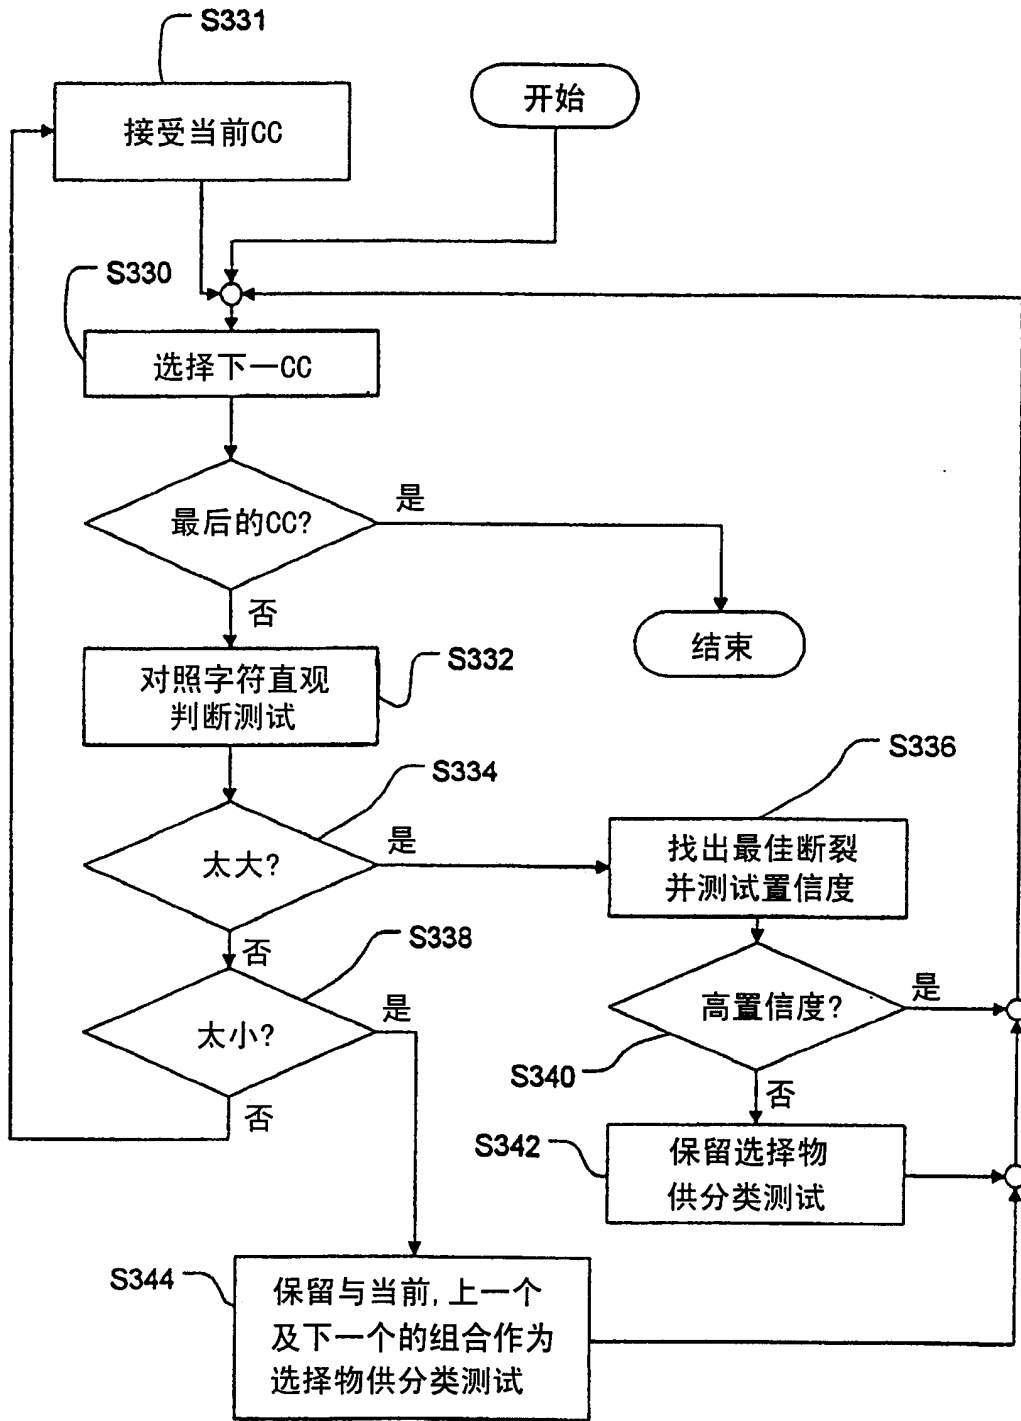 S331
开始
接受当前CC
S330
选择下一CC
最后的CC?
是
否
结束
对照字符直观
判断测试
S332
S334
太大?
是
否
S336
找出最佳断裂
并测试置信度
S338
太小?
是
否
高置信度?
是
S340
否
S342
保留选择物
供分类测试
S344
保留与当前,上一个
及下一个的组合作为
选择物供分类测试